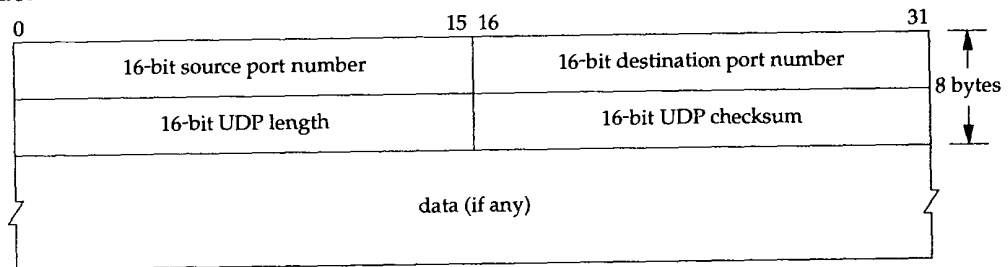 0 15 16 31
16-bit source port number 16-bit destination port number
8 bytes
16-bit UDP length 16-bit UDP checksum
data (if any)